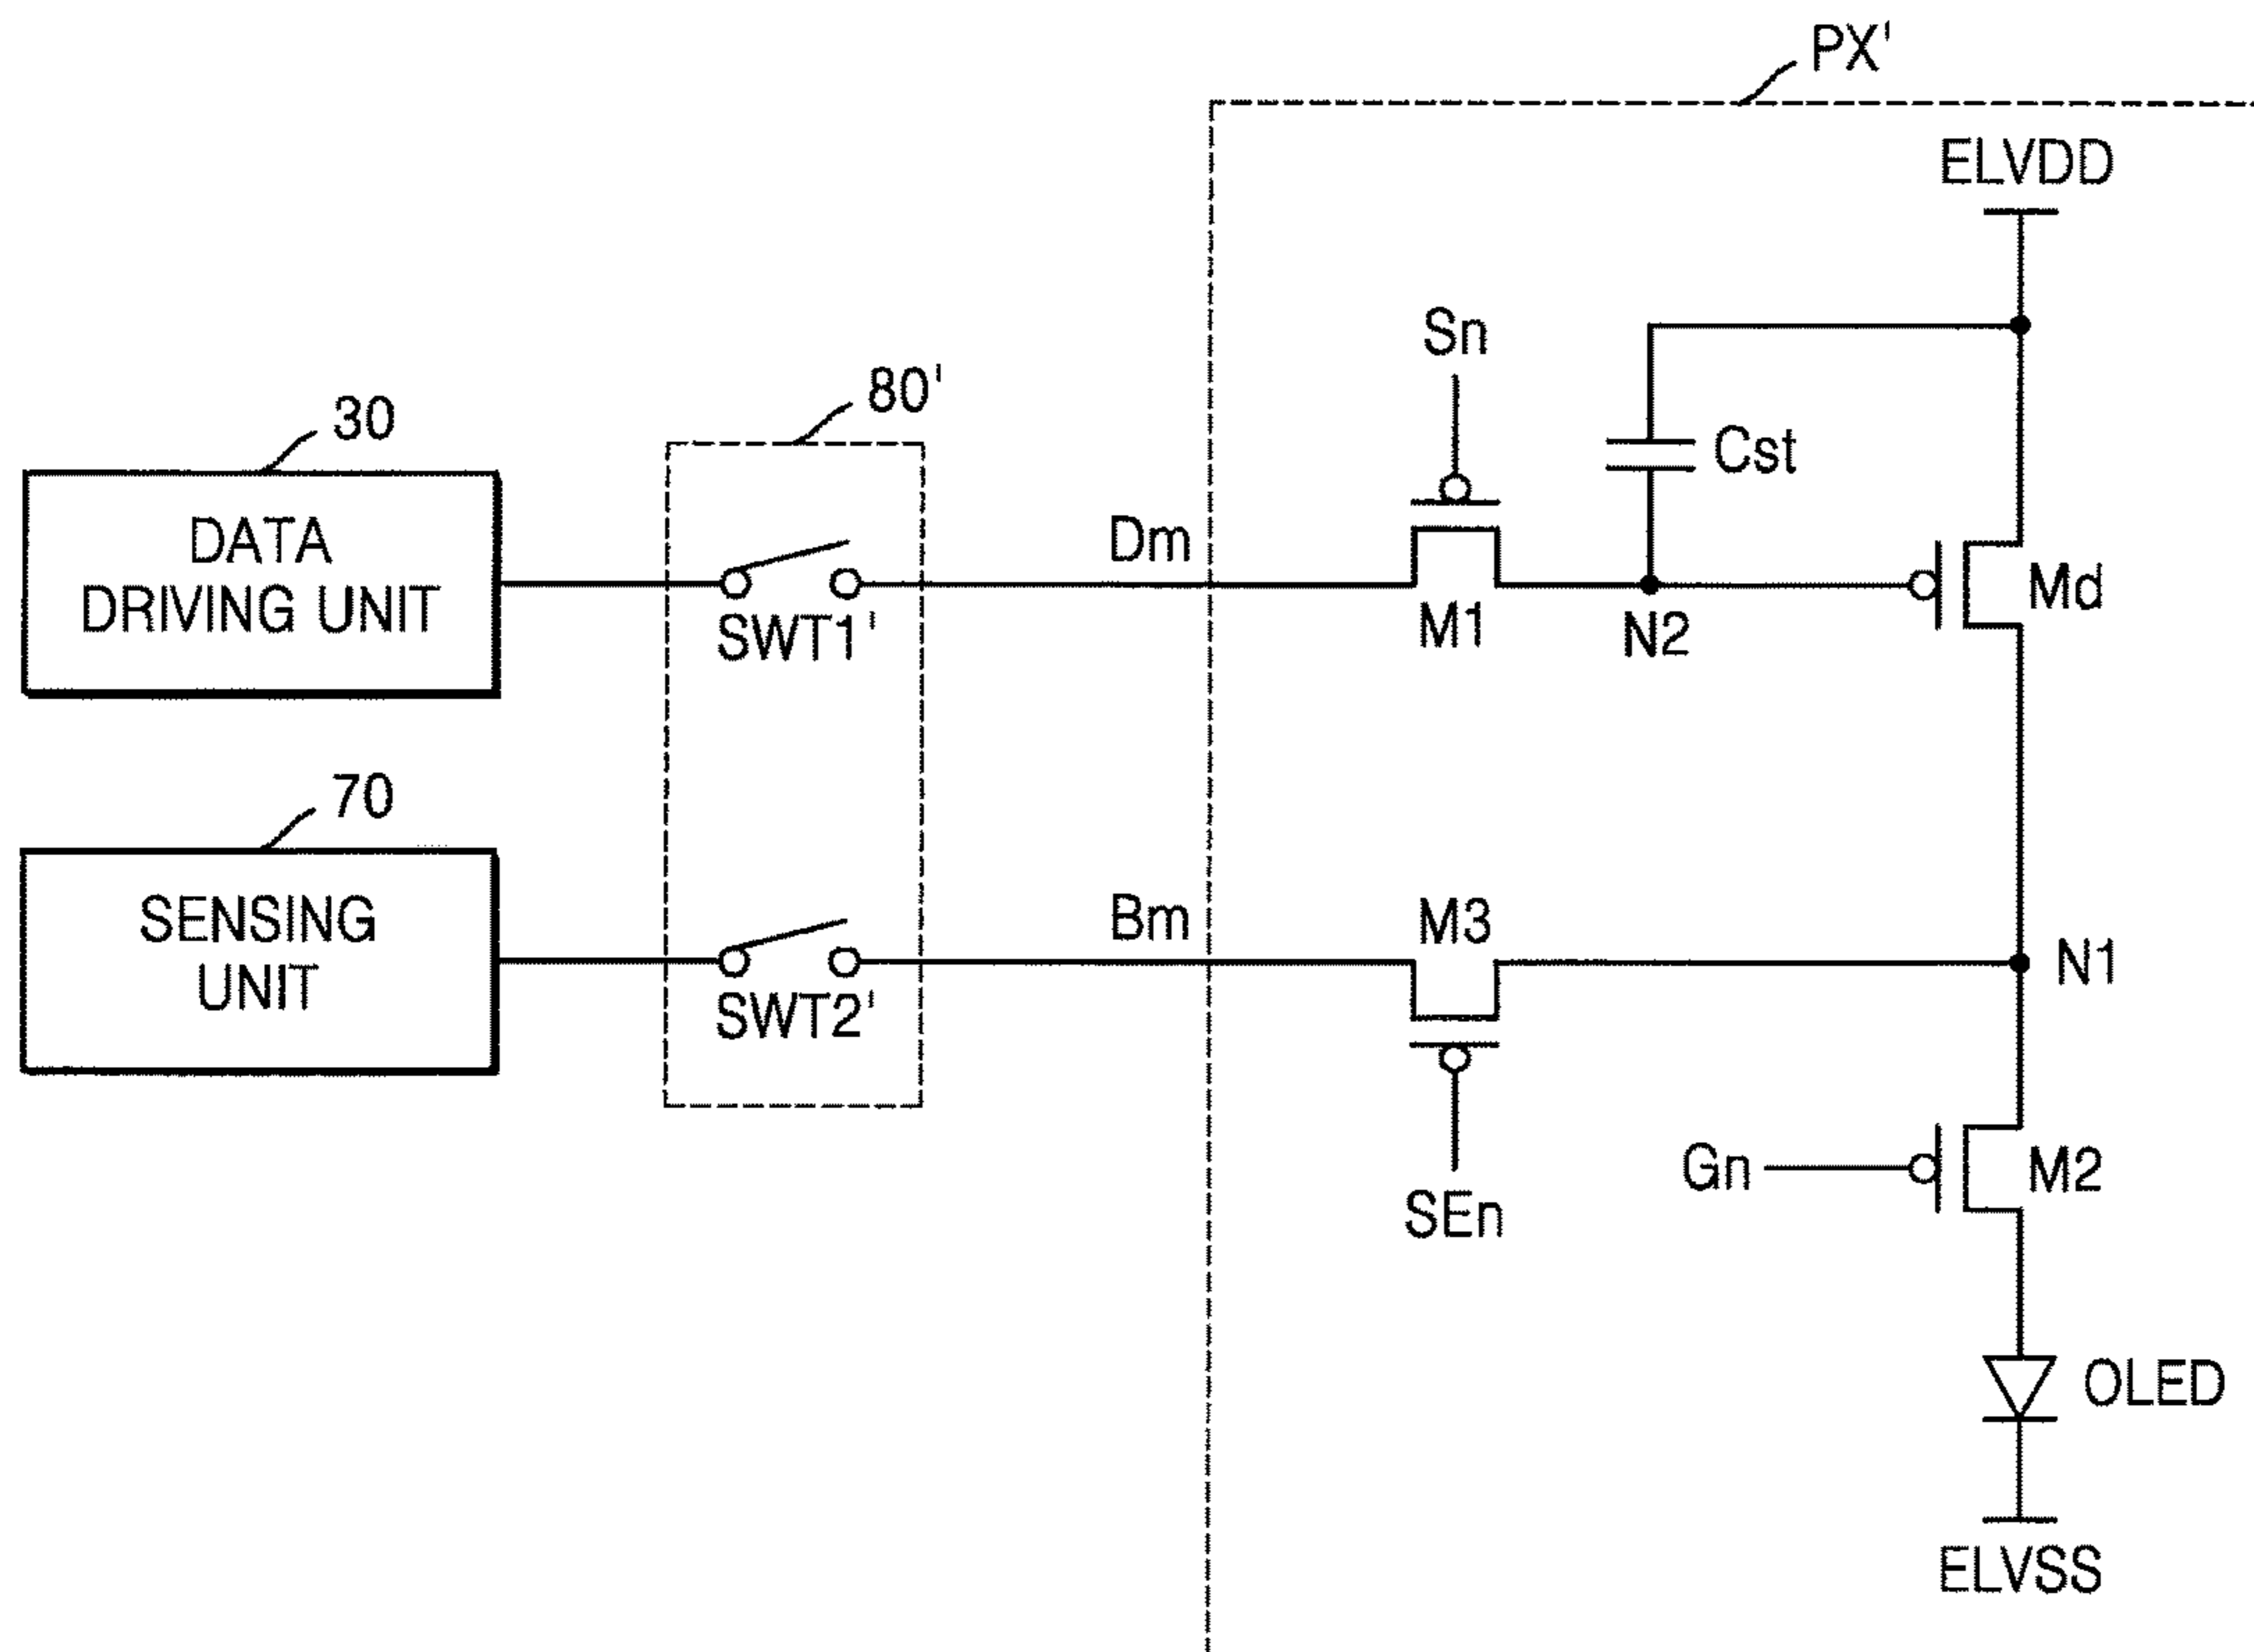 PX'
ELVDD
Sn
80'
30
Cst
DATA
DRIVING UNIT
Dm
Md
SWT1'
M1
N2
70
SENSING
UNIT
Bm
M3
N1
SWT2'
Gn
M2
SEn
OLED
ELVSS